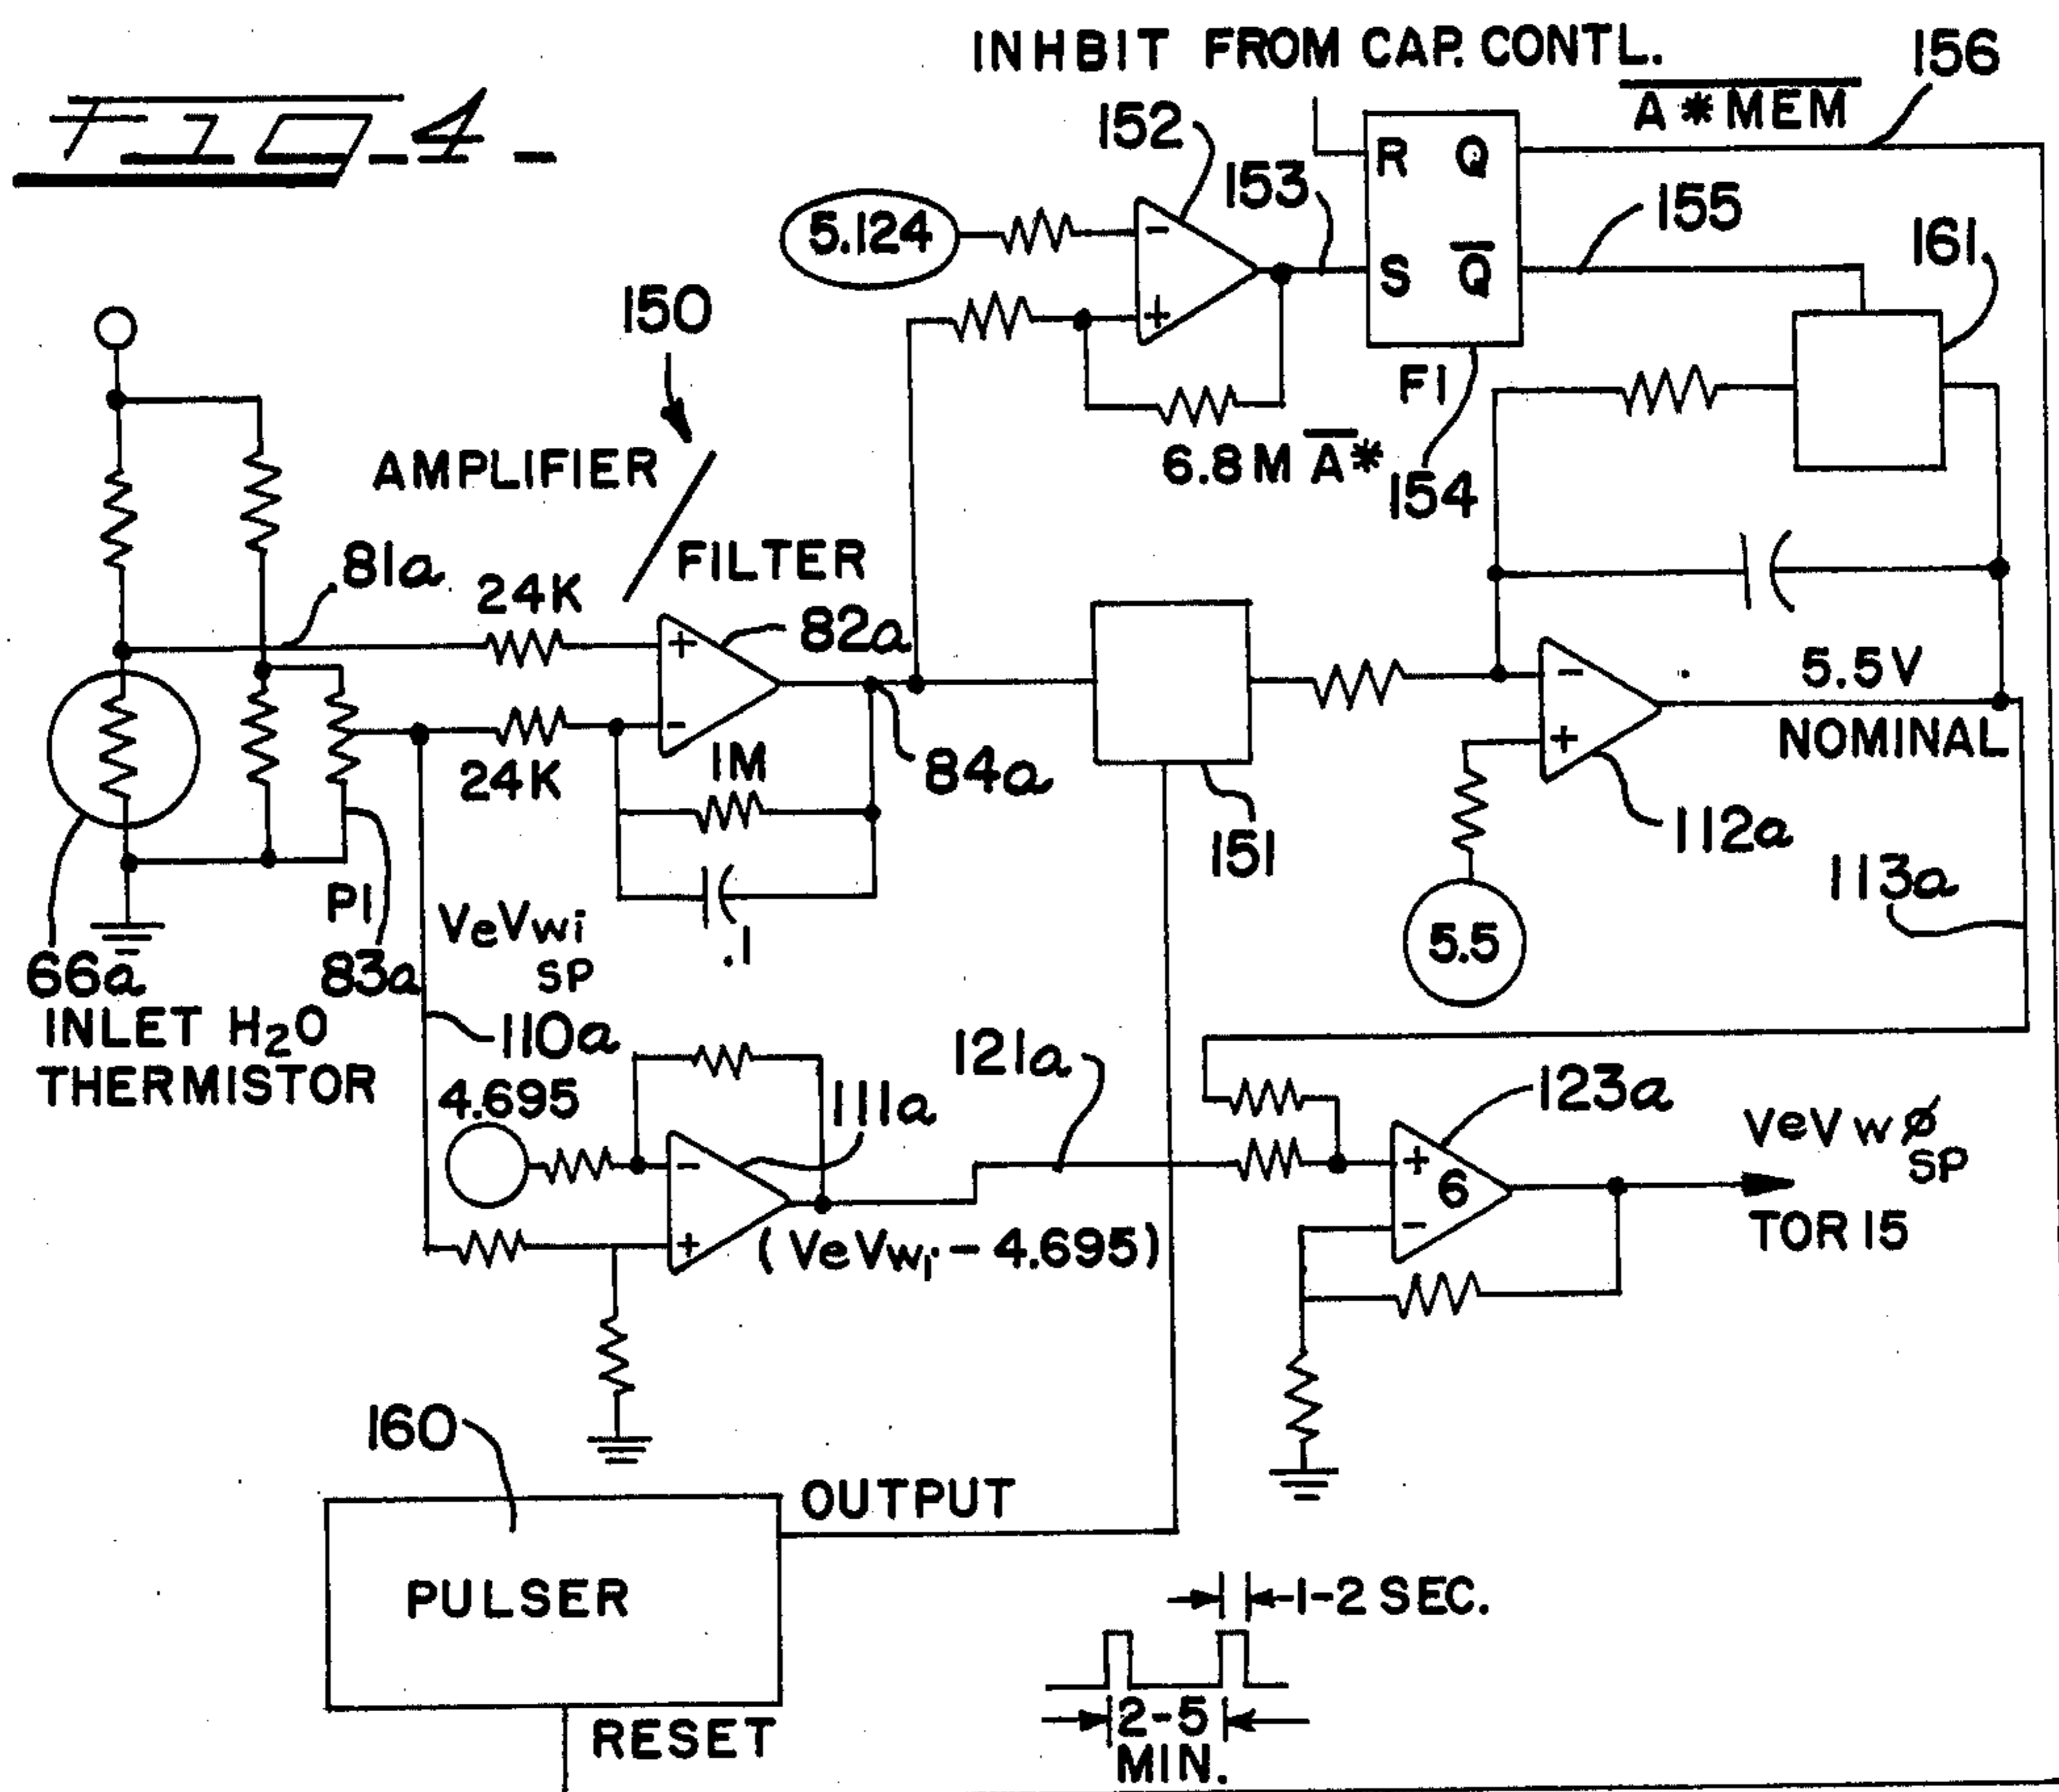 FIG_4_
INHBIT FROM CAP. CONTL.
A*MEM
156
152
153
R Q
S Q̅
155
161
5.124
-
+
150
F1
6.8M A̅*
154
AMPLIFIER
FILTER
81a
24K
82a
+
-
24K
1M
84a
.1
151
5.5V
NOMINAL
-
+
112a
113a
5.5
P1
66a
83a
VeVwi
SP
INLET H2O
THERMISTOR
110a
4.695
111a
-
+
(VeVwi - 4.695)
121a
123a
+
6
-
VeVwØ
SP
TOR 15
160
OUTPUT
PULSER
RESET
1-2 SEC.
2-5
MIN.